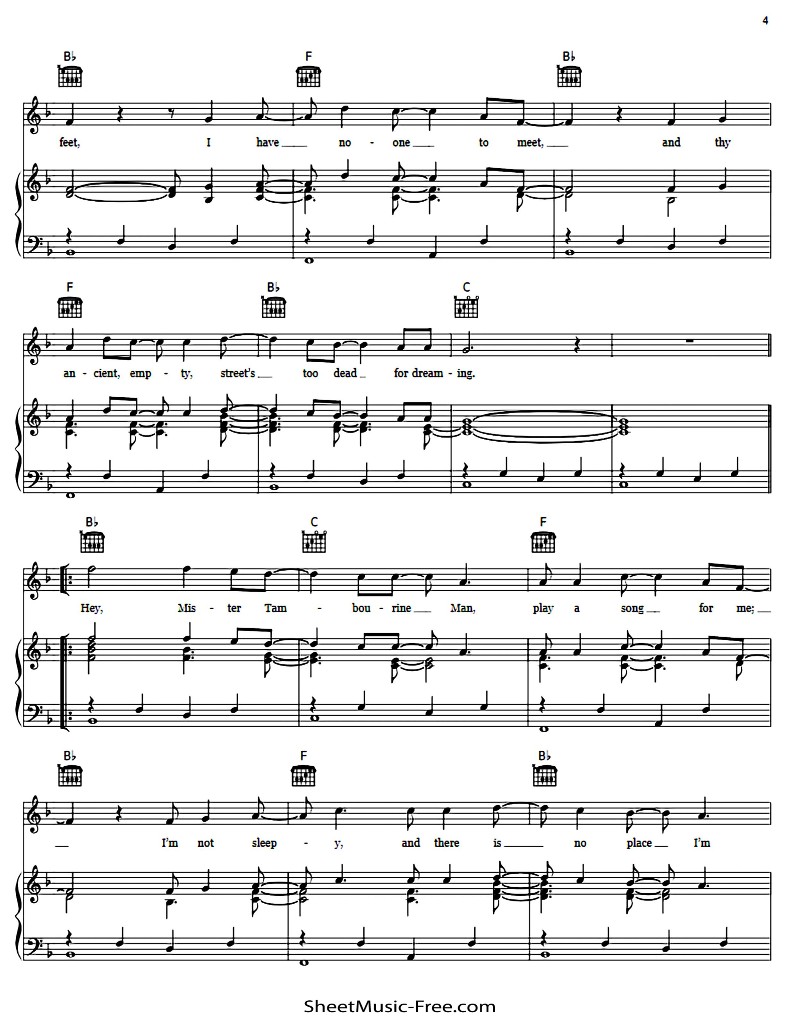 4
B♭ F B♭
feet, I have no - one to meet, and thy
F B♭ C
an - cient, emp - ty, street's too dead for dream - ing.
B♭ C F
Hey, Mis - ter Tam - bou - rine Man, play a song for me;
B♭ F B♭
I'm not sleep - y, and there is no place I'm
SheetMusic-Free.com